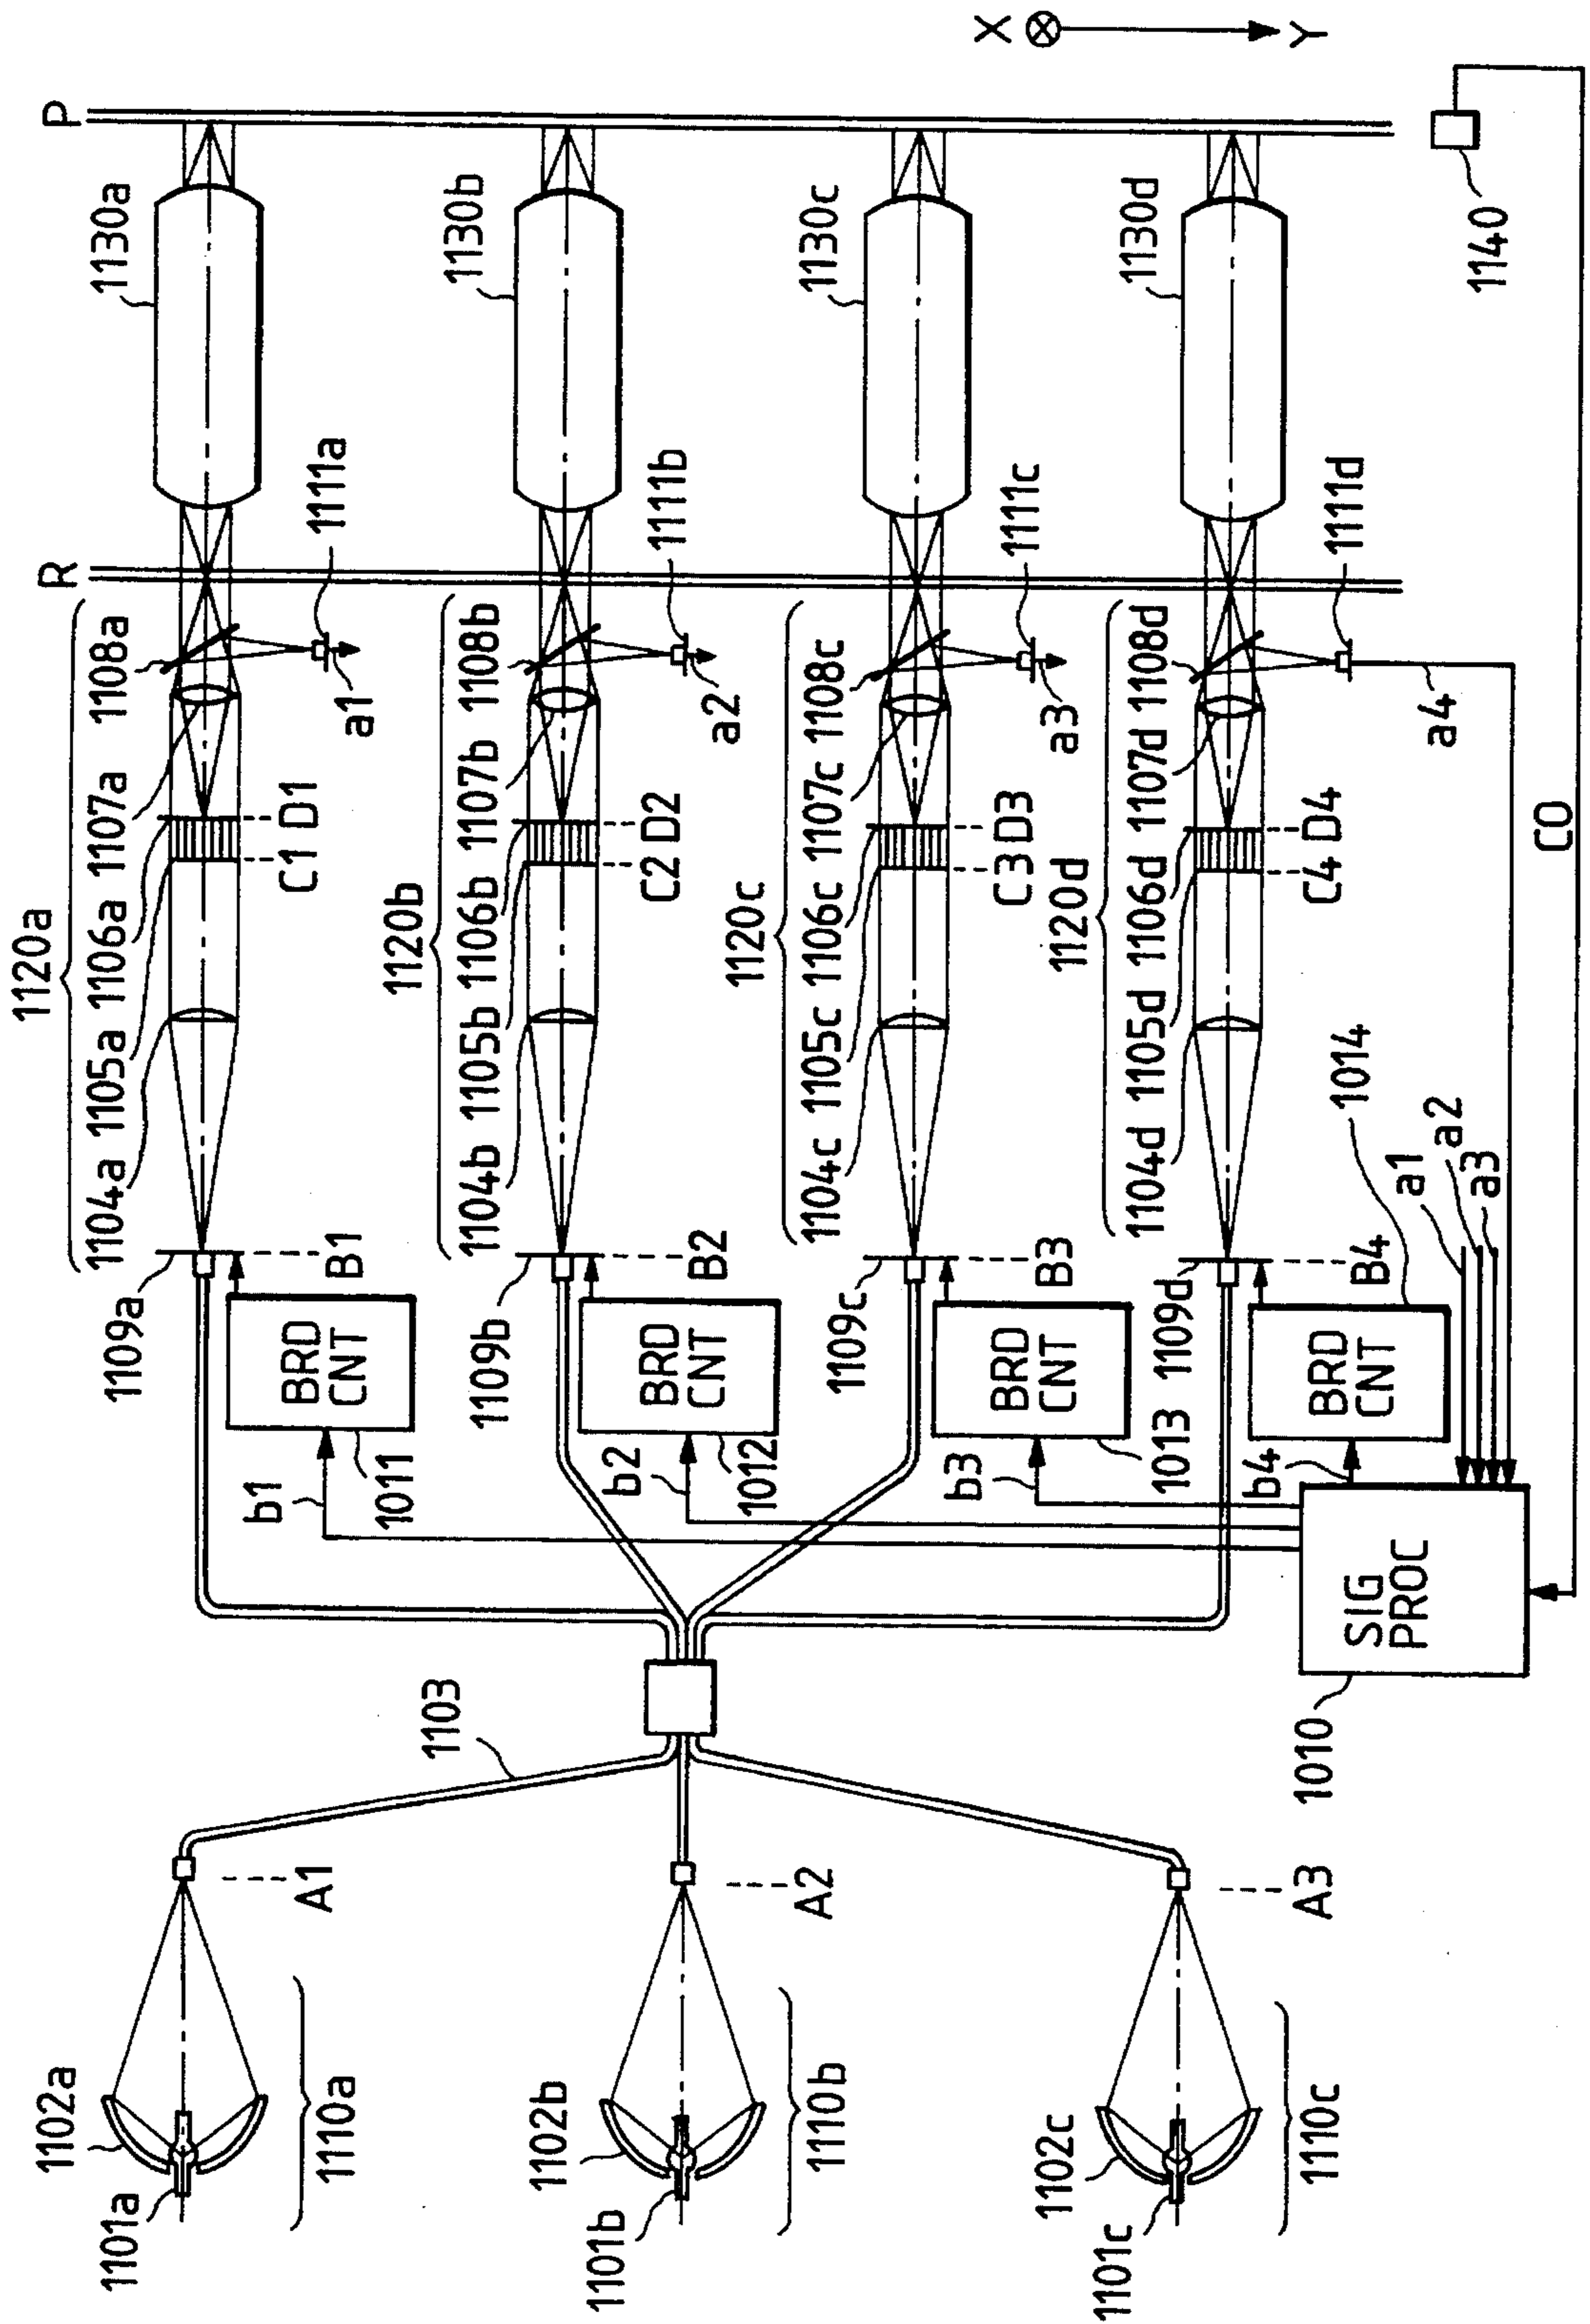 P
X
Y
1130a
1130b
1130c
1130d
1140
R
1111a
1111b
1111c
1111d
1108a
1108b
1108c
1108d
a1
a2
a3
a4
1107a
1107b
1107c
1107d
1120a
1120b
1120c
1120d
1106a
1106b
1106c
1106d
C1 D1
C2 D2
C3 D3
C4 D4
C0
1105a
1105b
1105c
1105d
1104a
1104b
1104c
1104d
1014
a1
a2
a3
1109a
B1
1109b
B2
1109c
B3
1109d
B4
BRD
CNT
BRD
CNT
BRD
CNT
BRD
CNT
b1
1011
b2
1012
b3
1013
b4
SIG
PROC
1010
1103
A1
A2
A3
1102a
1110a
1102b
1110b
1102c
1110c
1101a
1101b
1101c